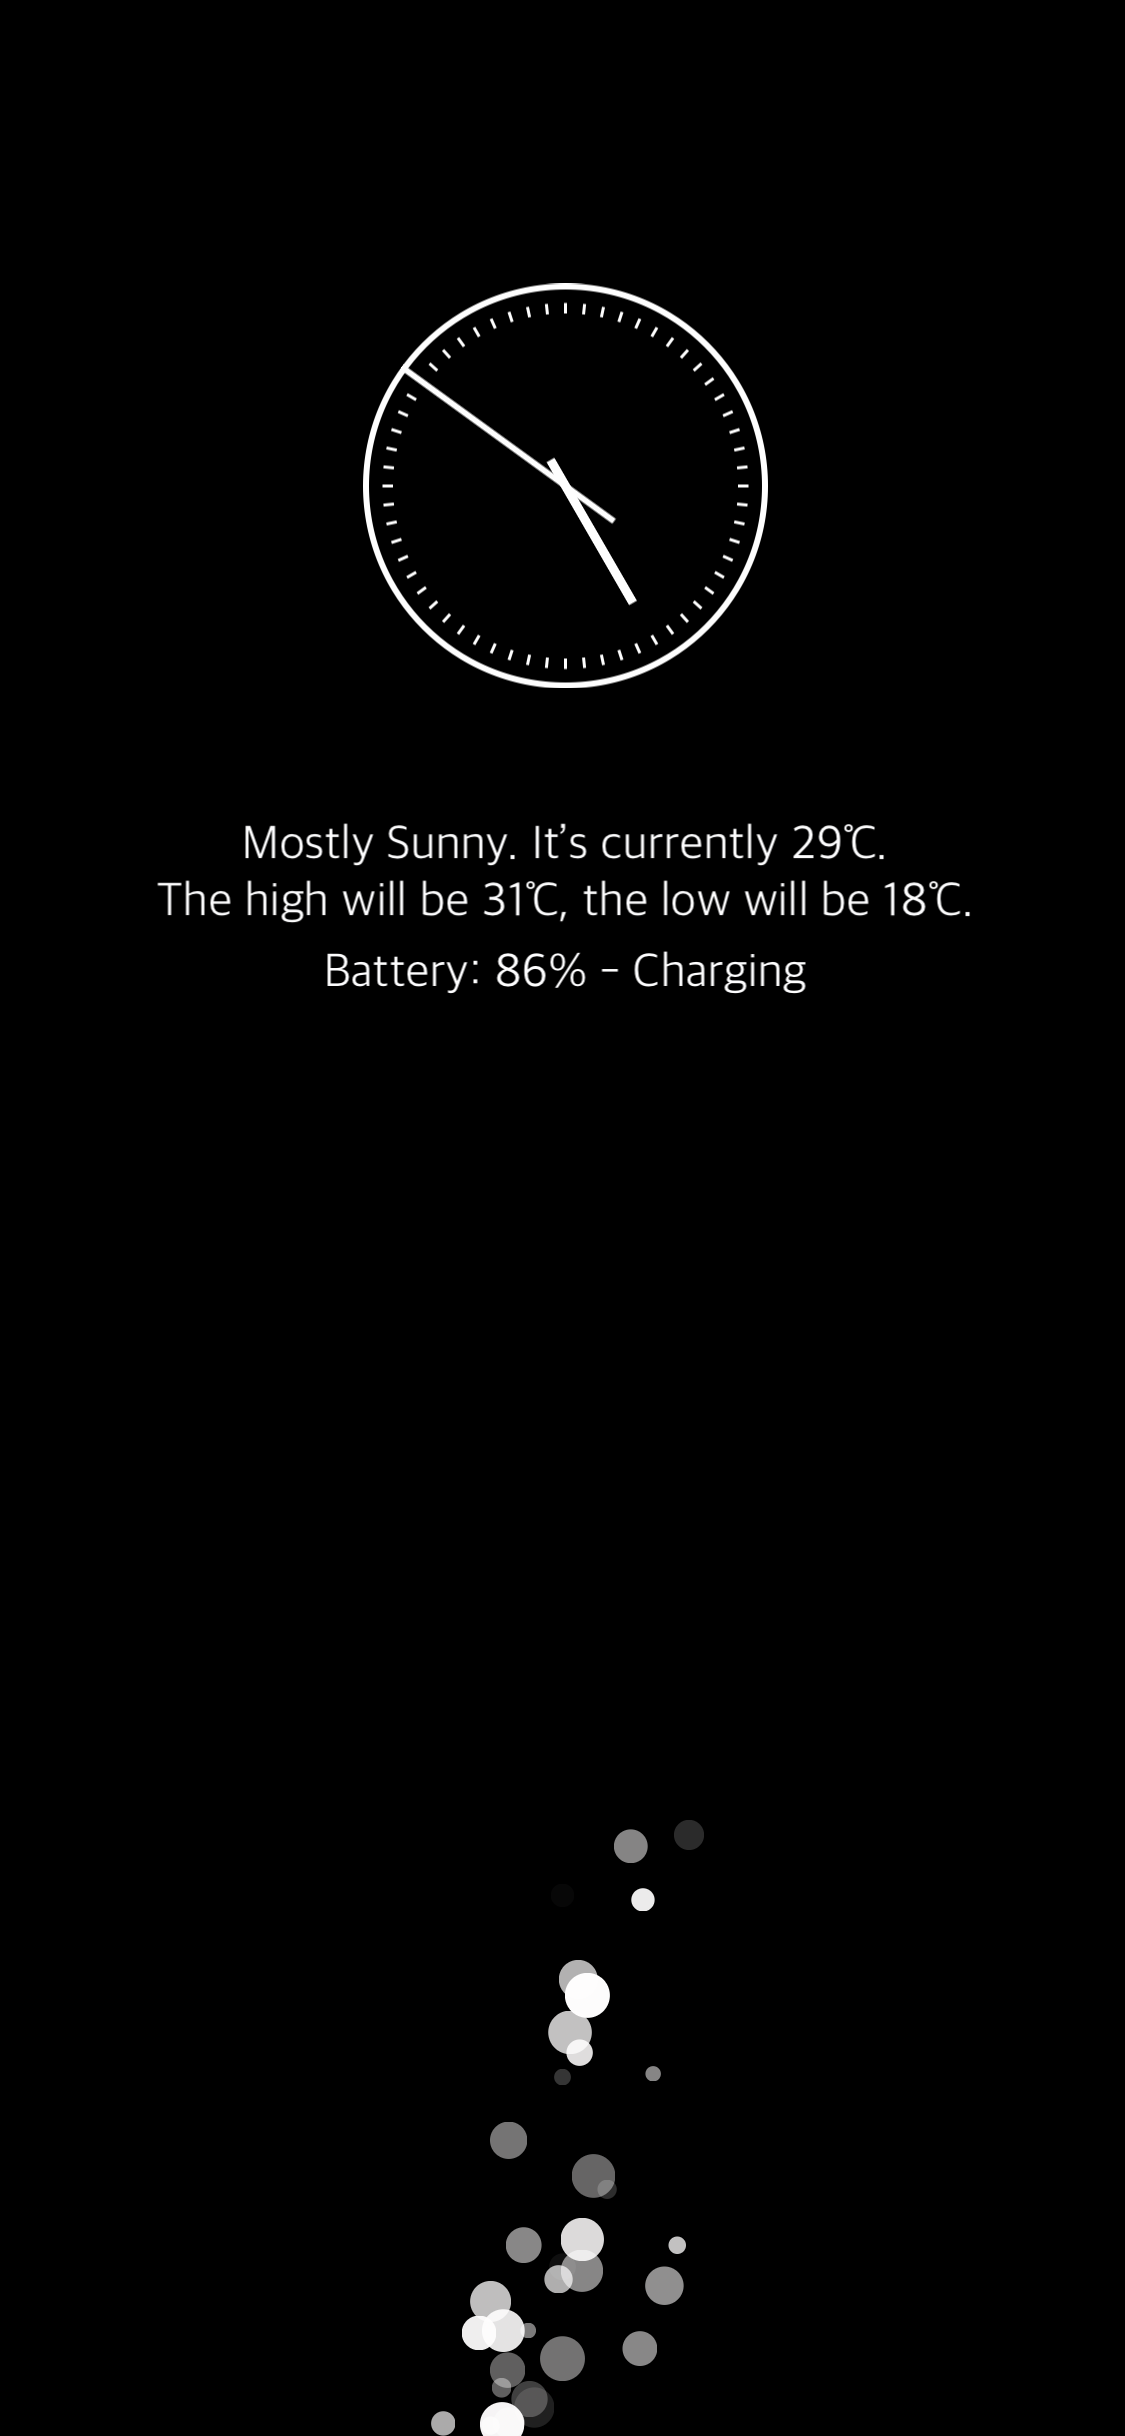 Mostly Sunny. It’s currently 29℃.
The high will be 31℃, the low will be 18℃.
Battery: 86% - Charging